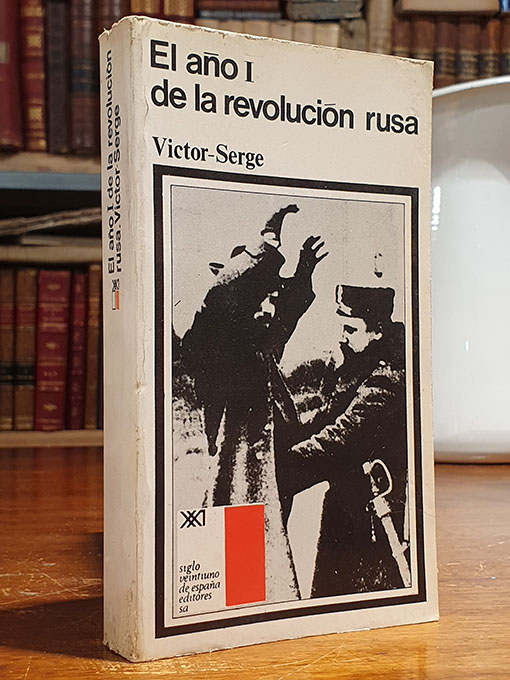 El año I
de la revolución rusa
Victor-Serge
XXI
siglo
veintiuno
de españa
editores
sa
El año I de la revolución
rusa. Victor Serge